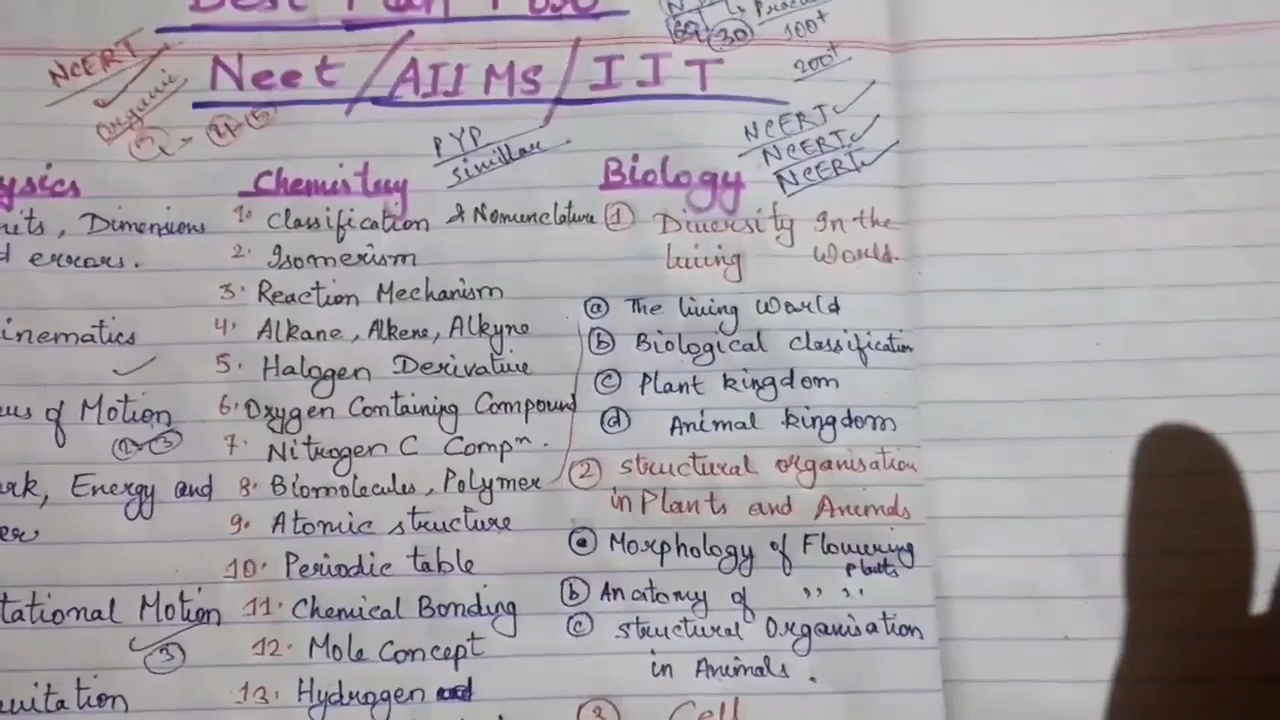 Neet / AIIMS / IIT
NCERT
Organic
30
100+
200+
PYP
Similar
NCERT
NCERT
NCERT
ysics
nits, Dimensions
d errors.
inematics
ws of Motion
ork, Energy and
er
tational Motion
3
vitation
Chemistry
1. Classification & Nomenclature
2. Isomerism
3. Reaction Mechanism
4. Alkane, Alkene, Alkyne
5. Halogen Derivative
6. Oxygen Containing Compound
7. Nitrogen C Compn.
8. Biomolecules, Polymer
9. Atomic structure
10. Periodic table
11. Chemical Bonding
12. Mole Concept
13. Hydrogen
Biology
1 Diversity In the
living World.
a The living World
b Biological classification
c Plant kingdom
d Animal kingdom
2 structural organisation
in Plants and Animals
a Morphology of Flowering
Plants
b Anatomy of " "
c Structural Organisation
in Animals.
3 Cell